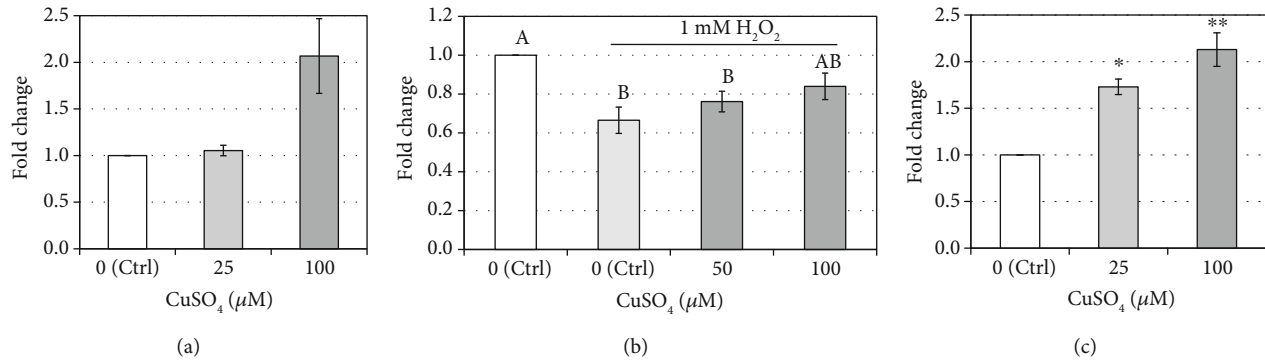 Fold change
2.5
2.0
1.5
1.0
0.5
0.0
0 (Ctrl) 25 100
CuSO₄ (μM)
(a)
Fold change
1.2
1.0
0.8
0.6
0.4
0.2
0.0
1 mM H₂O₂
A
B
B
AB
0 (Ctrl) 0 (Ctrl) 50 100
CuSO₄ (μM)
(b)
Fold change
2.5
2.0
1.5
1.0
0.5
0.0
*
**
0 (Ctrl) 25 100
CuSO₄ (μM)
(c)